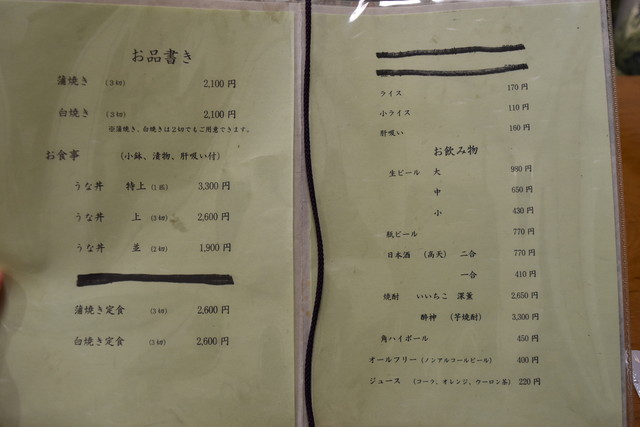 お品書き
蒲焼き (3切) 2,100円
白焼き (3切) 2,100円
※蒲焼き、白焼きは2切でもご用意できます。
お食事 (小鉢、漬物、肝吸い付)
うな丼 特上 (1匹) 3,300円
うな丼 上 (3切) 2,600円
うな丼 並 (2切) 1,900円
蒲焼き定食 (3切) 2,600円
白焼き定食 (3切) 2,600円
ライス 170円
小ライス 110円
肝吸い 160円
お飲み物
生ビール 大 980円
中 650円
小 430円
瓶ビール 770円
日本酒 (高天) 二合 770円
一合 410円
焼酎 いいちこ 深薫 2,650円
酔神 (芋焼酎) 3,300円
角ハイボール 450円
オールフリー (ノンアルコールビール) 400円
ジュース (コーラ、オレンジ、ウーロン茶) 220円